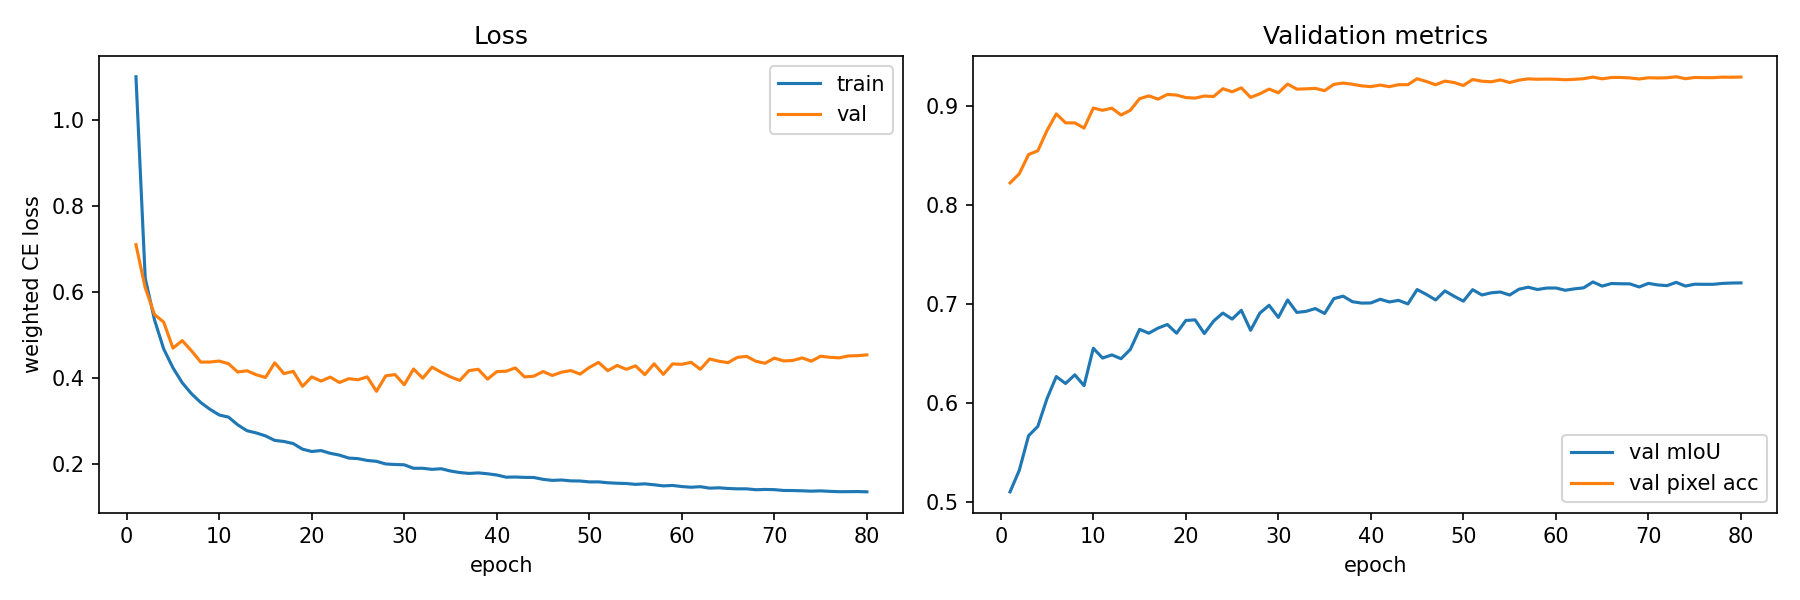 Loss
weighted CE loss
1.0
0.8
0.6
0.4
0.2
train
val
0 10 20 30 40 50 60 70 80
epoch
Validation metrics
0.9
0.8
0.7
0.6
0.5
val mIoU
val pixel acc
0 10 20 30 40 50 60 70 80
epoch